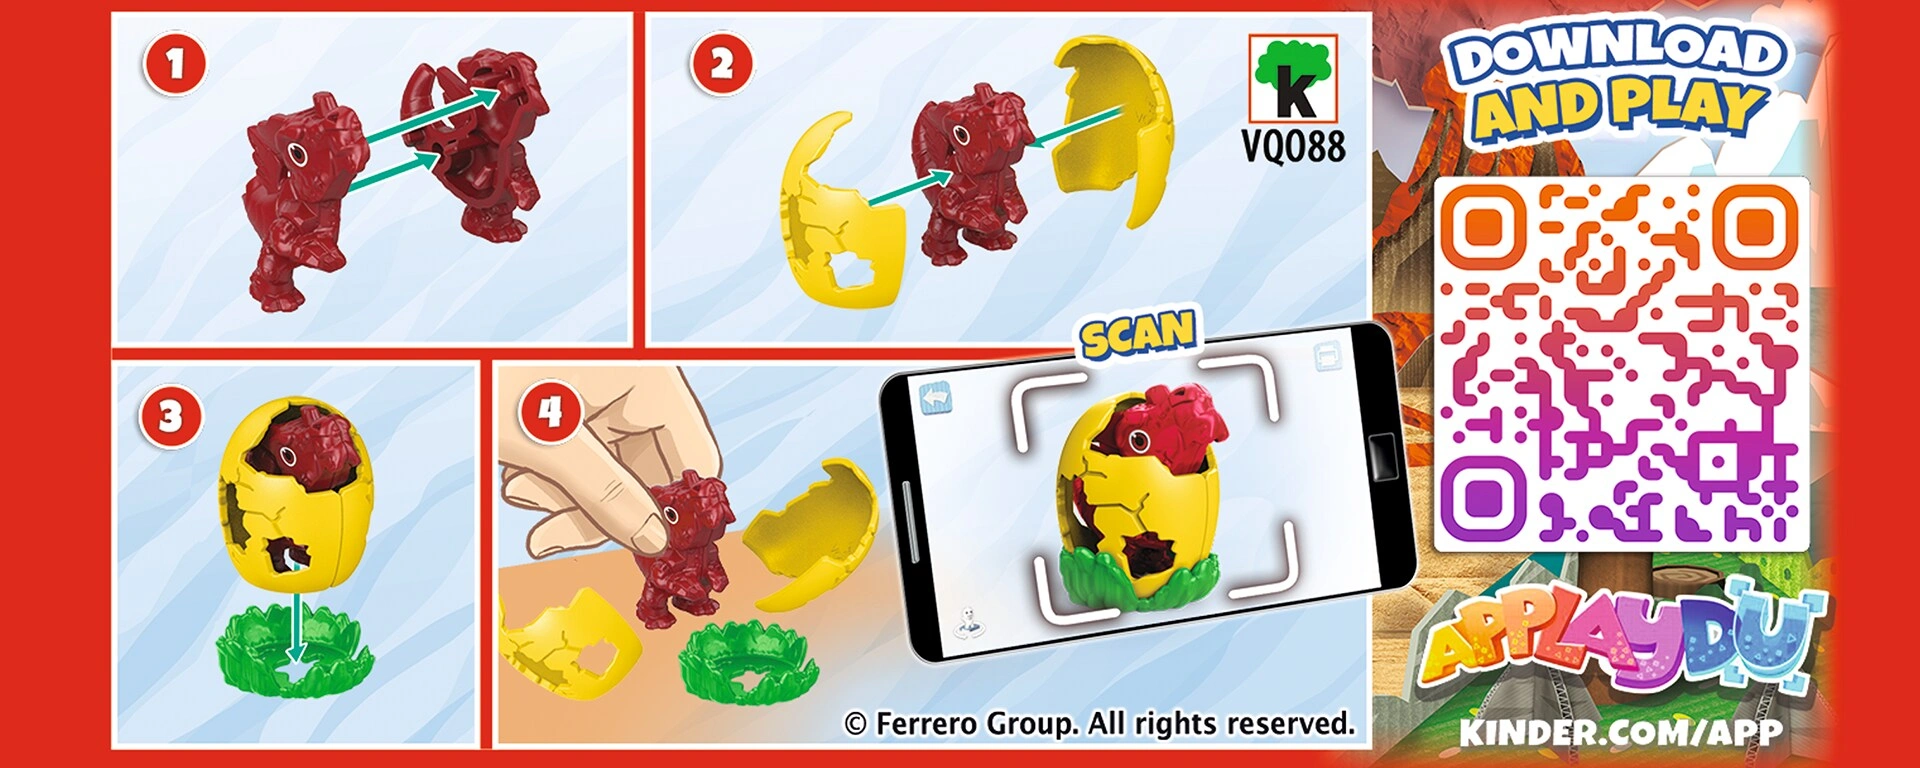 1
2
k
VQ088
DOWNLOAD
AND PLAY
3
4
SCAN
© Ferrero Group. All rights reserved.
APPLAYDU
KINDER.COM/APP